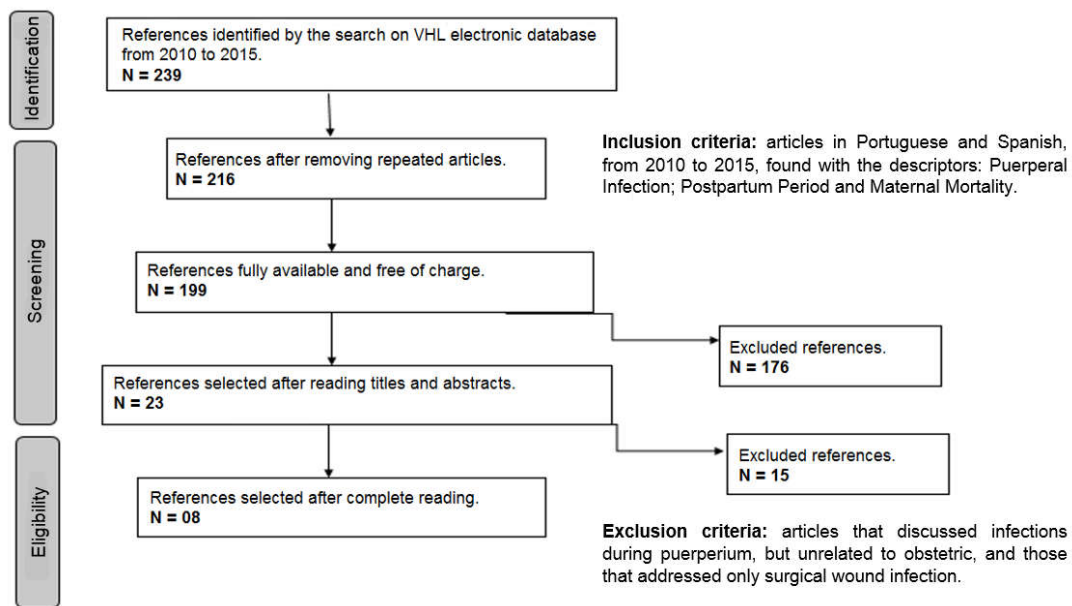 Identification
References identified by the search on VHL electronic database
from 2010 to 2015.
N = 239
Screening
References after removing repeated articles.
N = 216
Inclusion criteria: articles in Portuguese and Spanish,
from 2010 to 2015, found with the descriptors: Puerperal
Infection; Postpartum Period and Maternal Mortality.
References fully available and free of charge.
N = 199
Excluded references.
N = 176
References selected after reading titles and abstracts.
N = 23
Eligibility
Excluded references.
N = 15
References selected after complete reading.
N = 08
Exclusion criteria: articles that discussed infections
during puerperium, but unrelated to obstetric, and those
that addressed only surgical wound infection.